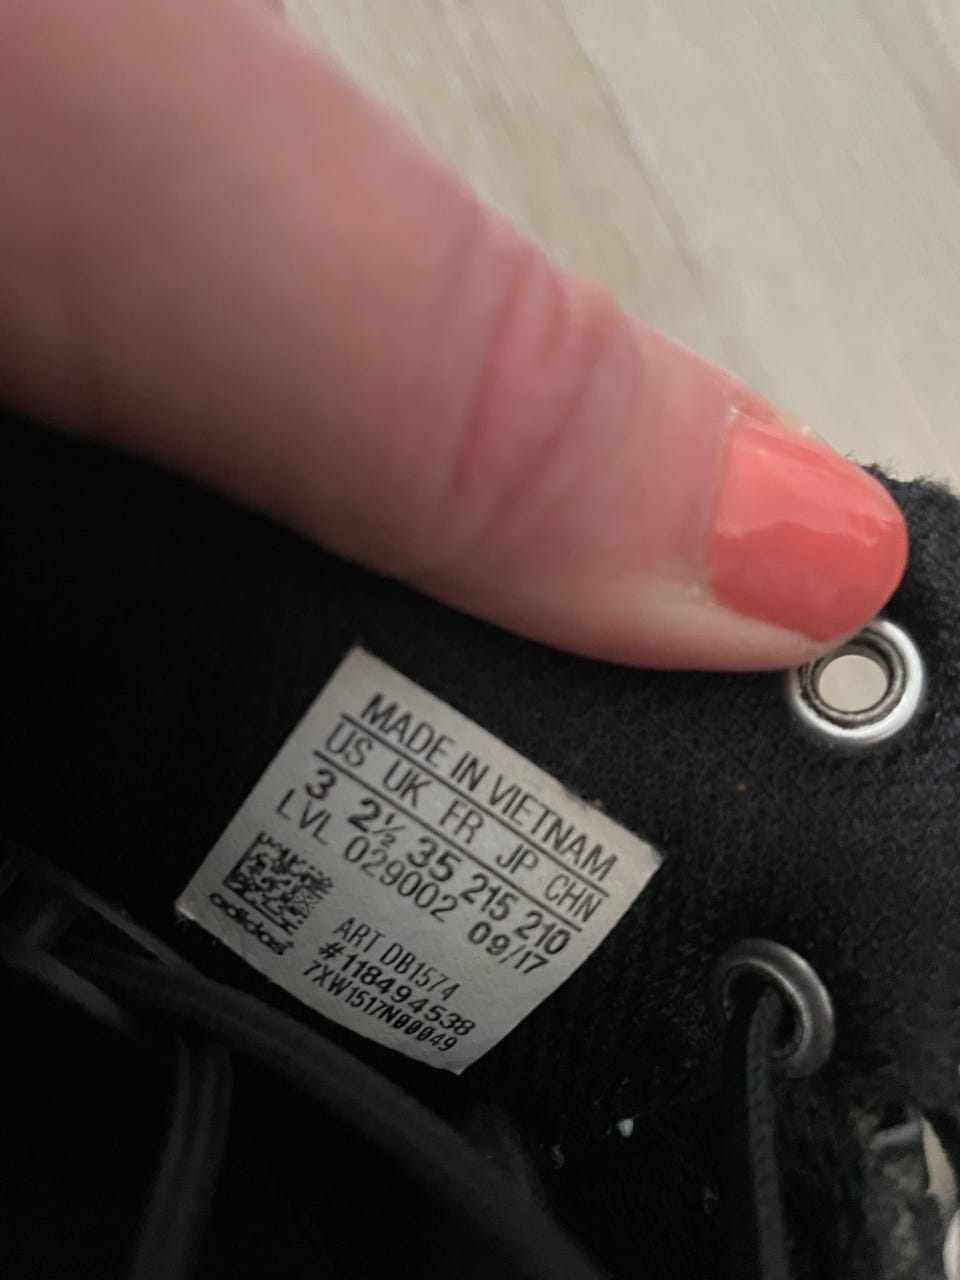 MADE IN VIETNAM
US UK FR JP CHN
3 2½ 35 215 210
LVL 029002 09/17
ART DB1574
#118494538
7XW1517N00049
adidas